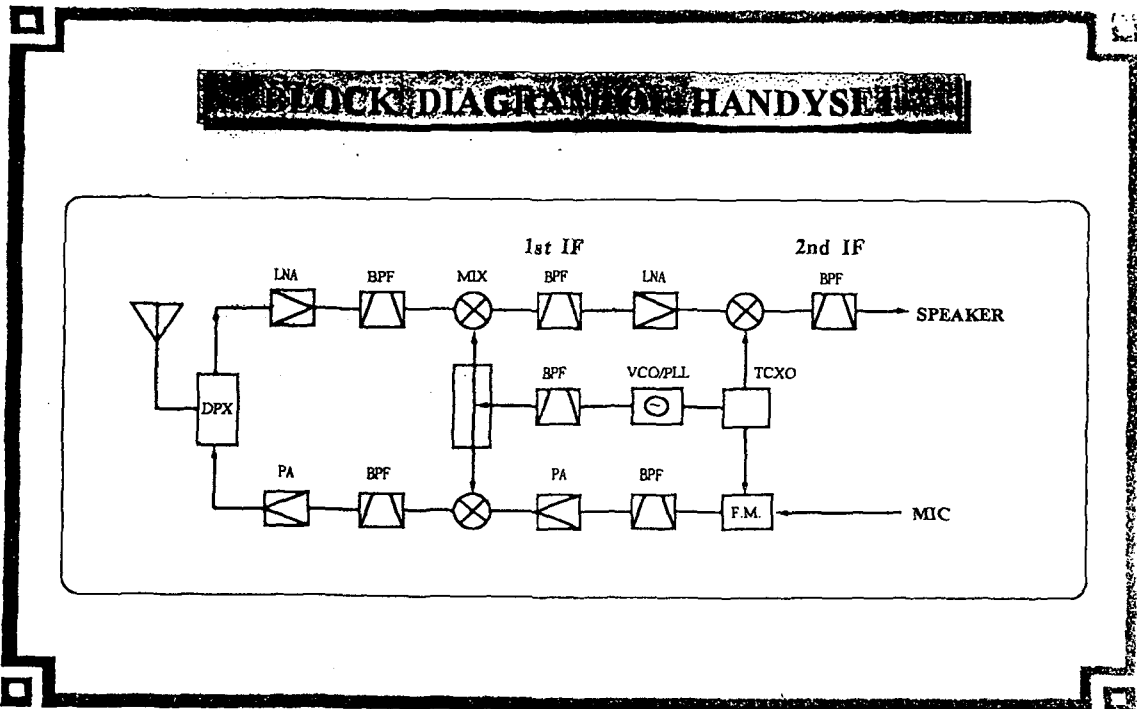 BLOCK DIAGRAM OF HANDYSET
1st IF
2nd IF
LNA
BPF
MIX
BPF
LNA
BPF
SPEAKER
BPF
VCO/PLL
TCXO
DPX
PA
BPF
PA
BPF
F.M.
MIC